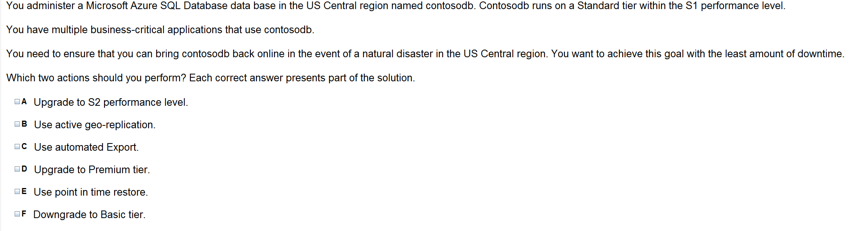 You administer a Microsoft Azure SQL Database data base in the US Central region named contosodb. Contosodb runs on a Standard tier within the S1 performance level.
You have multiple business-critical applications that use contosodb.
You need to ensure that you can bring contosodb back online in the event of a natural disaster in the US Central region. You want to achieve this goal with the least amount of downtime.
Which two actions should you perform? Each correct answer presents part of the solution.
A Upgrade to S2 performance level.
B Use active geo-replication.
C Use automated Export.
D Upgrade to Premium tier.
E Use point in time restore.
F Downgrade to Basic tier.